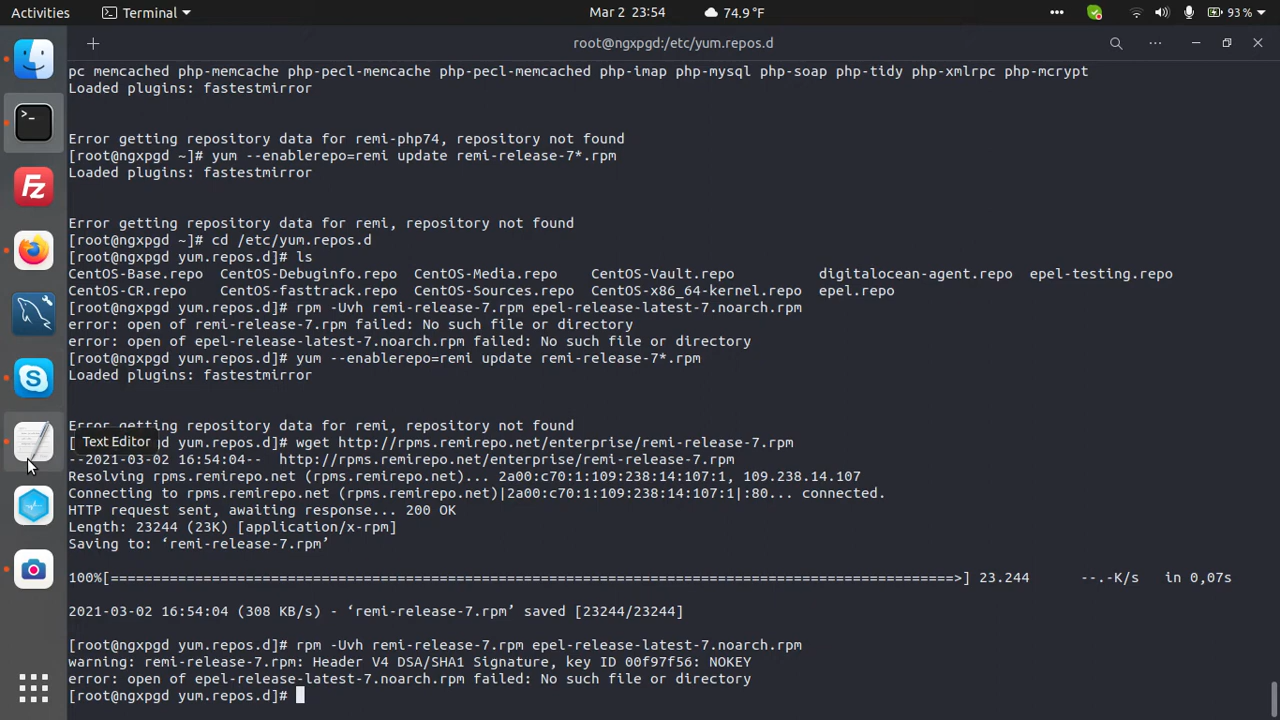 Activities Terminal Mar 2 23:54 74.9 °F 93 %
root@ngxpgd:/etc/yum.repos.d
pc memcached php-memcache php-pecl-memcache php-pecl-memcached php-imap php-mysql php-soap php-tidy php-xmlrpc php-mcrypt
Loaded plugins: fastestmirror
Error getting repository data for remi-php74, repository not found
[root@ngxpgd ~]# yum --enablerepo=remi update remi-release-7*.rpm
Loaded plugins: fastestmirror
Error getting repository data for remi, repository not found
[root@ngxpgd ~]# cd /etc/yum.repos.d
[root@ngxpgd yum.repos.d]# ls
CentOS-Base.repo CentOS-Debuginfo.repo CentOS-Media.repo CentOS-Vault.repo digitalocean-agent.repo epel-testing.repo
CentOS-CR.repo CentOS-fasttrack.repo CentOS-Sources.repo CentOS-x86_64-kernel.repo epel.repo
[root@ngxpgd yum.repos.d]# rpm -Uvh remi-release-7.rpm epel-release-latest-7.noarch.rpm
error: open of remi-release-7.rpm failed: No such file or directory
error: open of epel-release-latest-7.noarch.rpm failed: No such file or directory
[root@ngxpgd yum.repos.d]# yum --enablerepo=remi update remi-release-7*.rpm
Loaded plugins: fastestmirror
Error getting repository data for remi, repository not found
[ Text Editor gd yum.repos.d]# wget http://rpms.remirepo.net/enterprise/remi-release-7.rpm
--2021-03-02 16:54:04-- http://rpms.remirepo.net/enterprise/remi-release-7.rpm
Resolving rpms.remirepo.net (rpms.remirepo.net)... 2a00:c70:1:109:238:14:107:1, 109.238.14.107
Connecting to rpms.remirepo.net (rpms.remirepo.net)|2a00:c70:1:109:238:14:107:1|:80... connected.
HTTP request sent, awaiting response... 200 OK
Length: 23244 (23K) [application/x-rpm]
Saving to: ‘remi-release-7.rpm’
100%[====================================================================================================>] 23.244 --.-K/s in 0,07s
2021-03-02 16:54:04 (308 KB/s) - ‘remi-release-7.rpm’ saved [23244/23244]
[root@ngxpgd yum.repos.d]# rpm -Uvh remi-release-7.rpm epel-release-latest-7.noarch.rpm
warning: remi-release-7.rpm: Header V4 DSA/SHA1 Signature, key ID 00f97f56: NOKEY
error: open of epel-release-latest-7.noarch.rpm failed: No such file or directory
[root@ngxpgd yum.repos.d]#